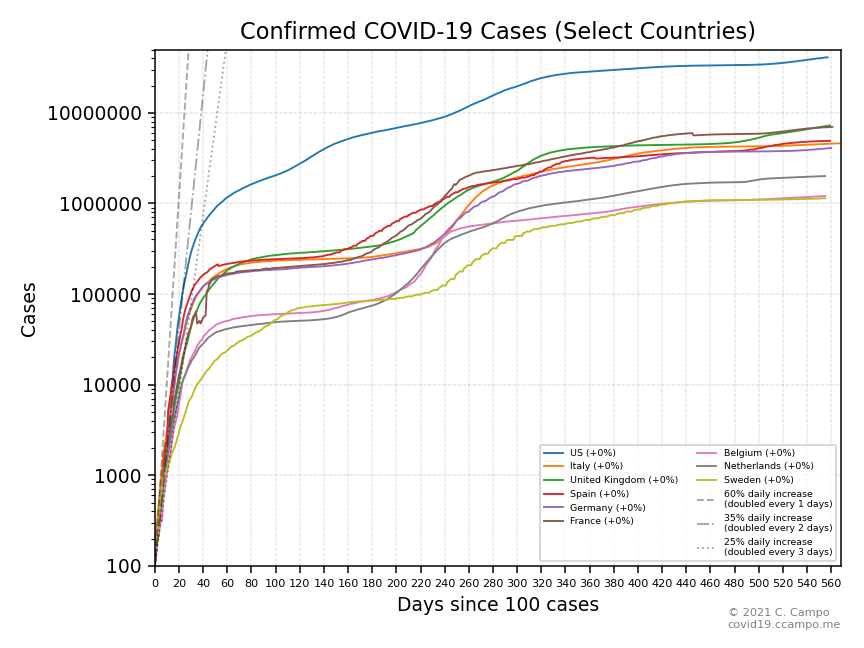 Confirmed COVID-19 Cases (Select Countries)
Cases
10000000
1000000
100000
10000
1000
100
US (+0%)
Italy (+0%)
United Kingdom (+0%)
Spain (+0%)
Germany (+0%)
France (+0%)
Belgium (+0%)
Netherlands (+0%)
Sweden (+0%)
60% daily increase
(doubled every 1 days)
35% daily increase
(doubled every 2 days)
25% daily increase
(doubled every 3 days)
0 20 40 60 80 100 120 140 160 180 200 220 240 260 280 300 320 340 360 380 400 420 440 460 480 500 520 540 560
Days since 100 cases
© 2021 C. Campo
covid19.ccampo.me